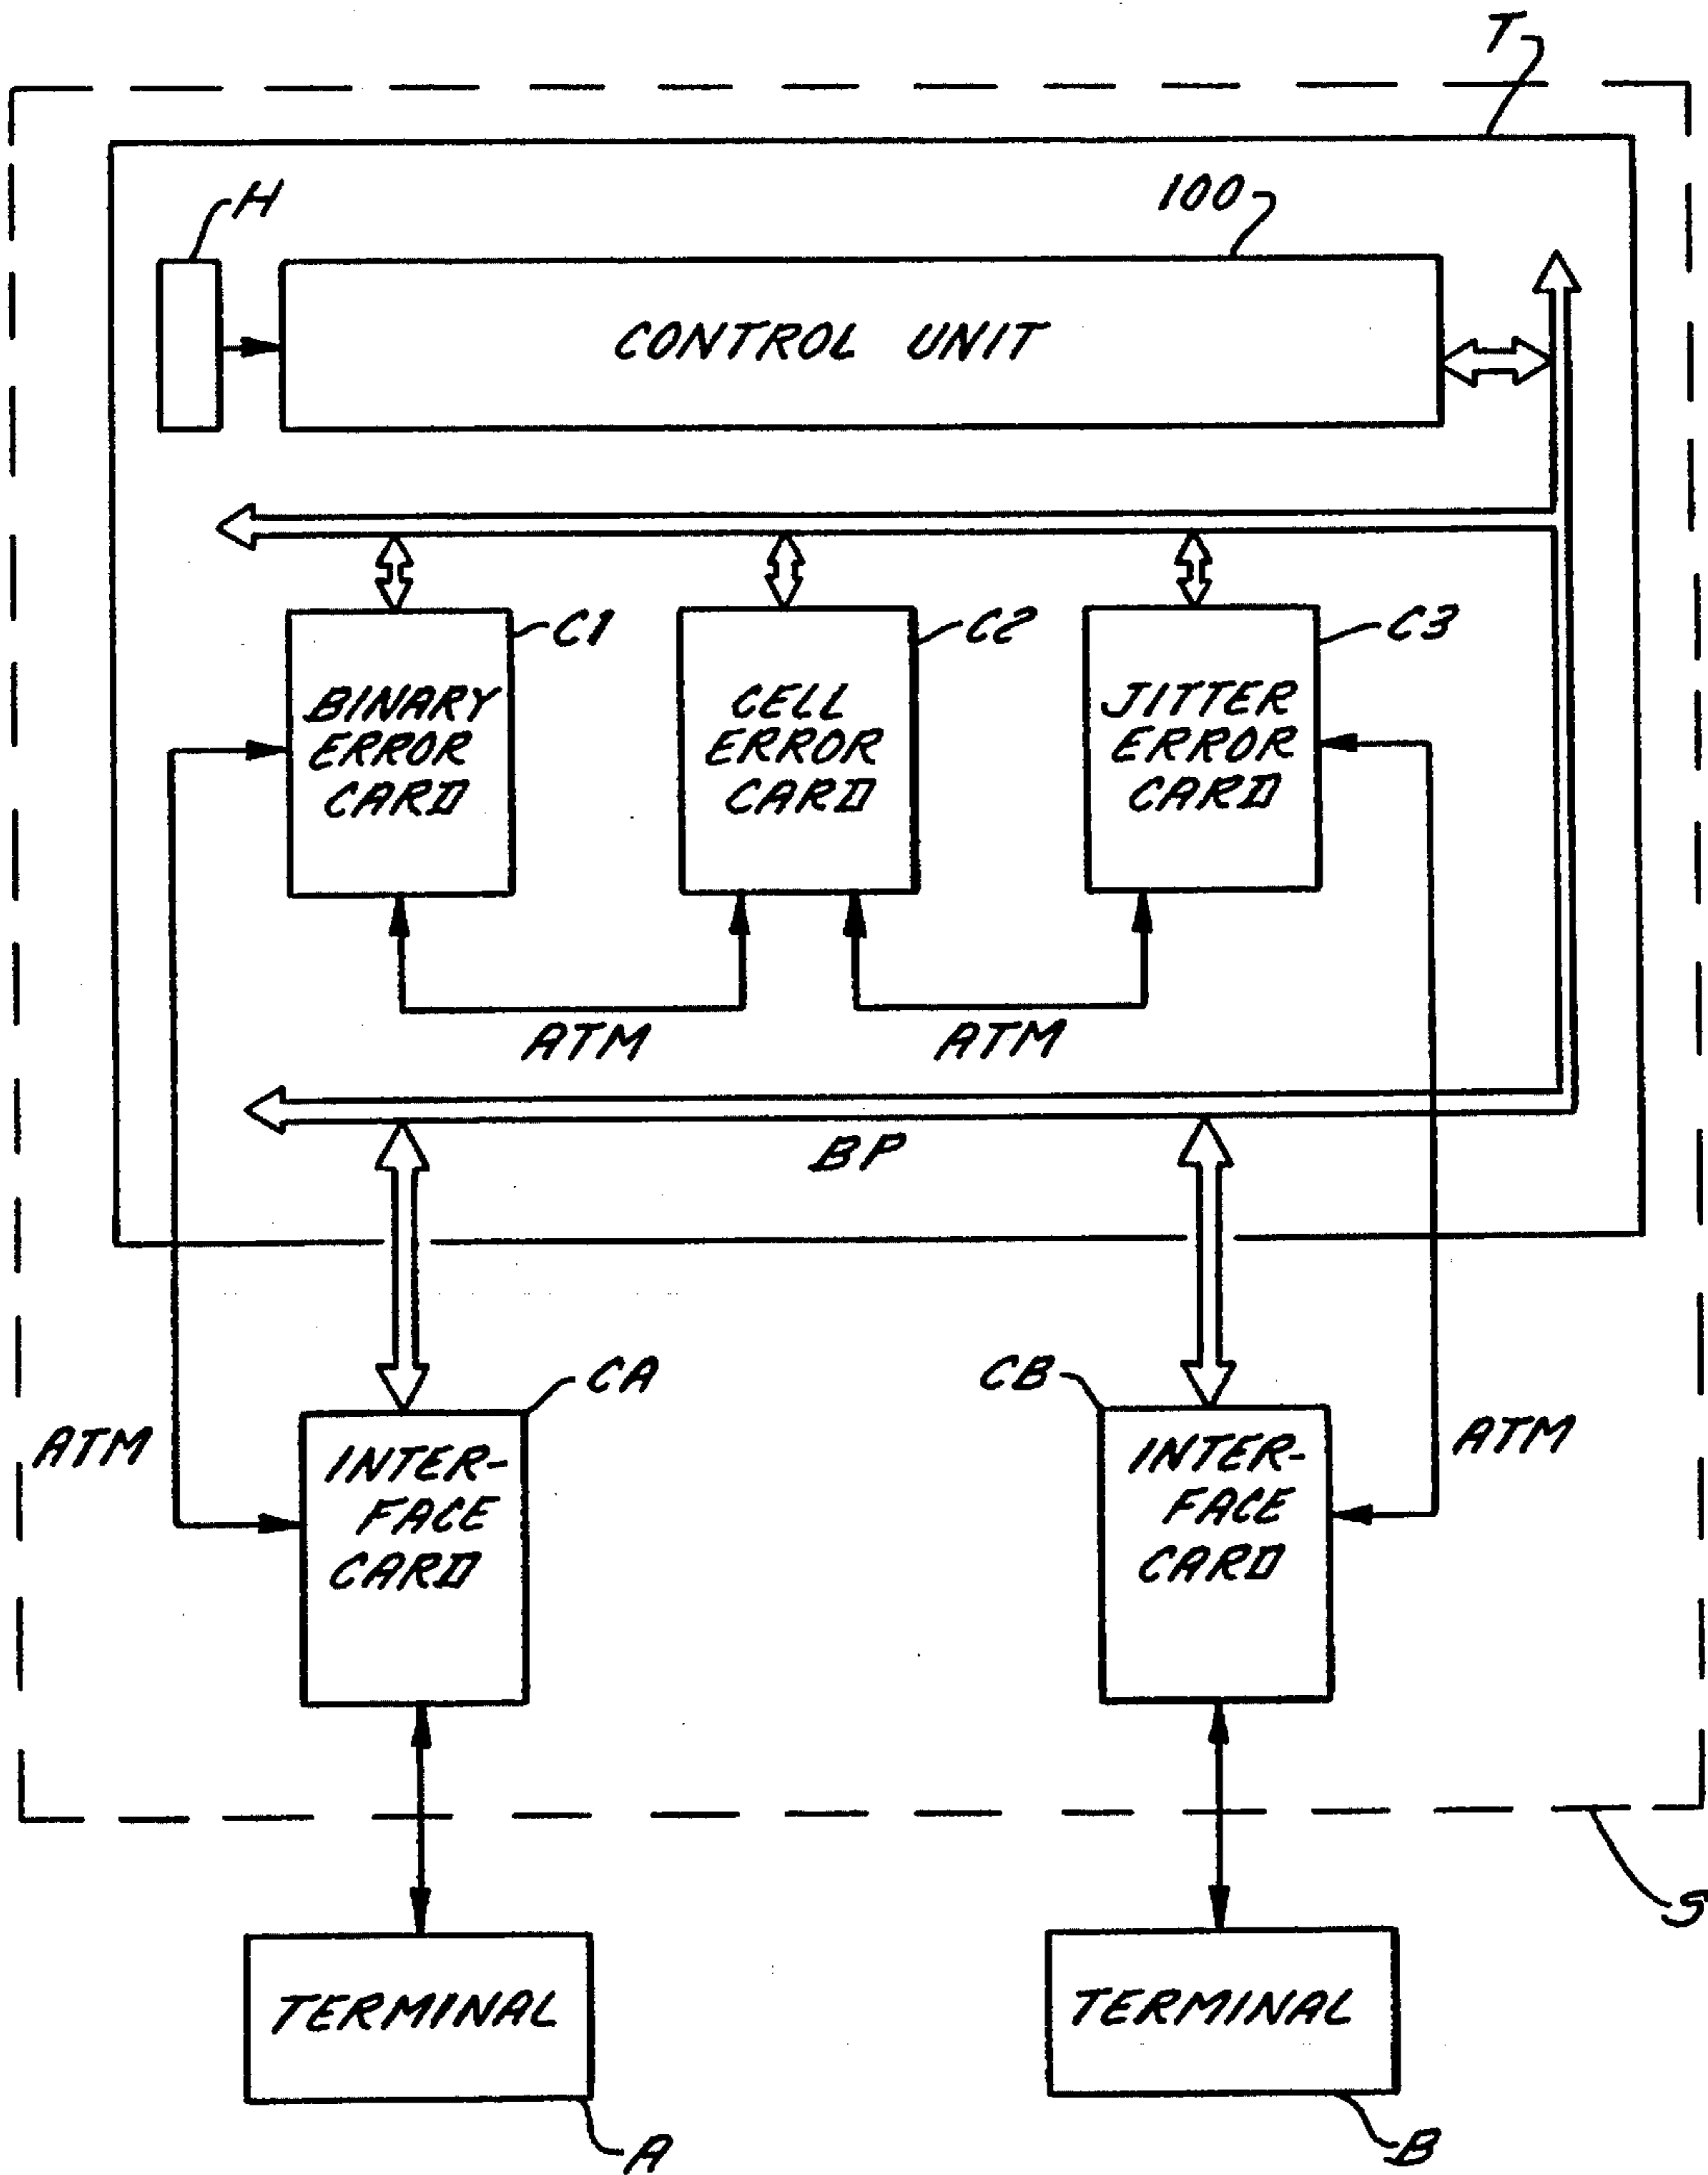 T
H
100
CONTROL UNIT
C1
C2
C3
BINARY
ERROR
CARD
CELL
ERROR
CARD
JITTER
ERROR
CARD
ATM
ATM
BP
CA
CB
ATM
ATM
INTER-
FACE
CARD
INTER-
FACE
CARD
S
TERMINAL
TERMINAL
A
B